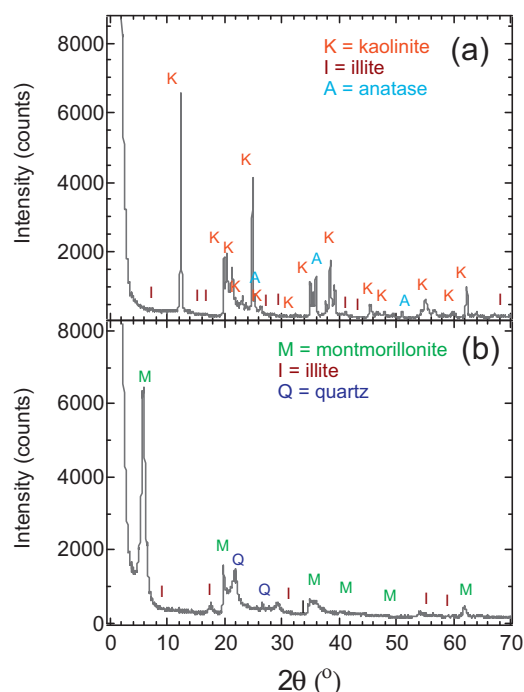 8000
(a)
K = kaolinite
I = illite
A = anatase
K
6000
K
4000
Intensity (counts)
K
K
A
K
2000
K
K
A
K
K
K
K
K
K
K
A
I
I I
I I
I I
I
0
8000
(b)
M = montmorillonite
I = illite
Q = quartz
M
6000
4000
Intensity (counts)
M
Q
2000
I
I
Q
I
M
M
M
I
I
M
I
0
0 10 20 30 40 50 60 70
2θ (°)